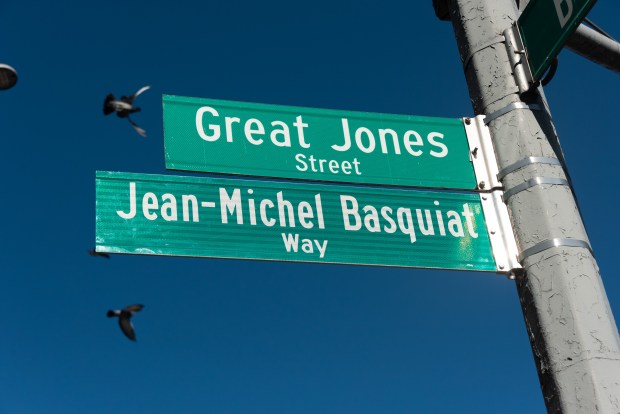 Great Jones
Street
Jean-Michel Basquiat
Way